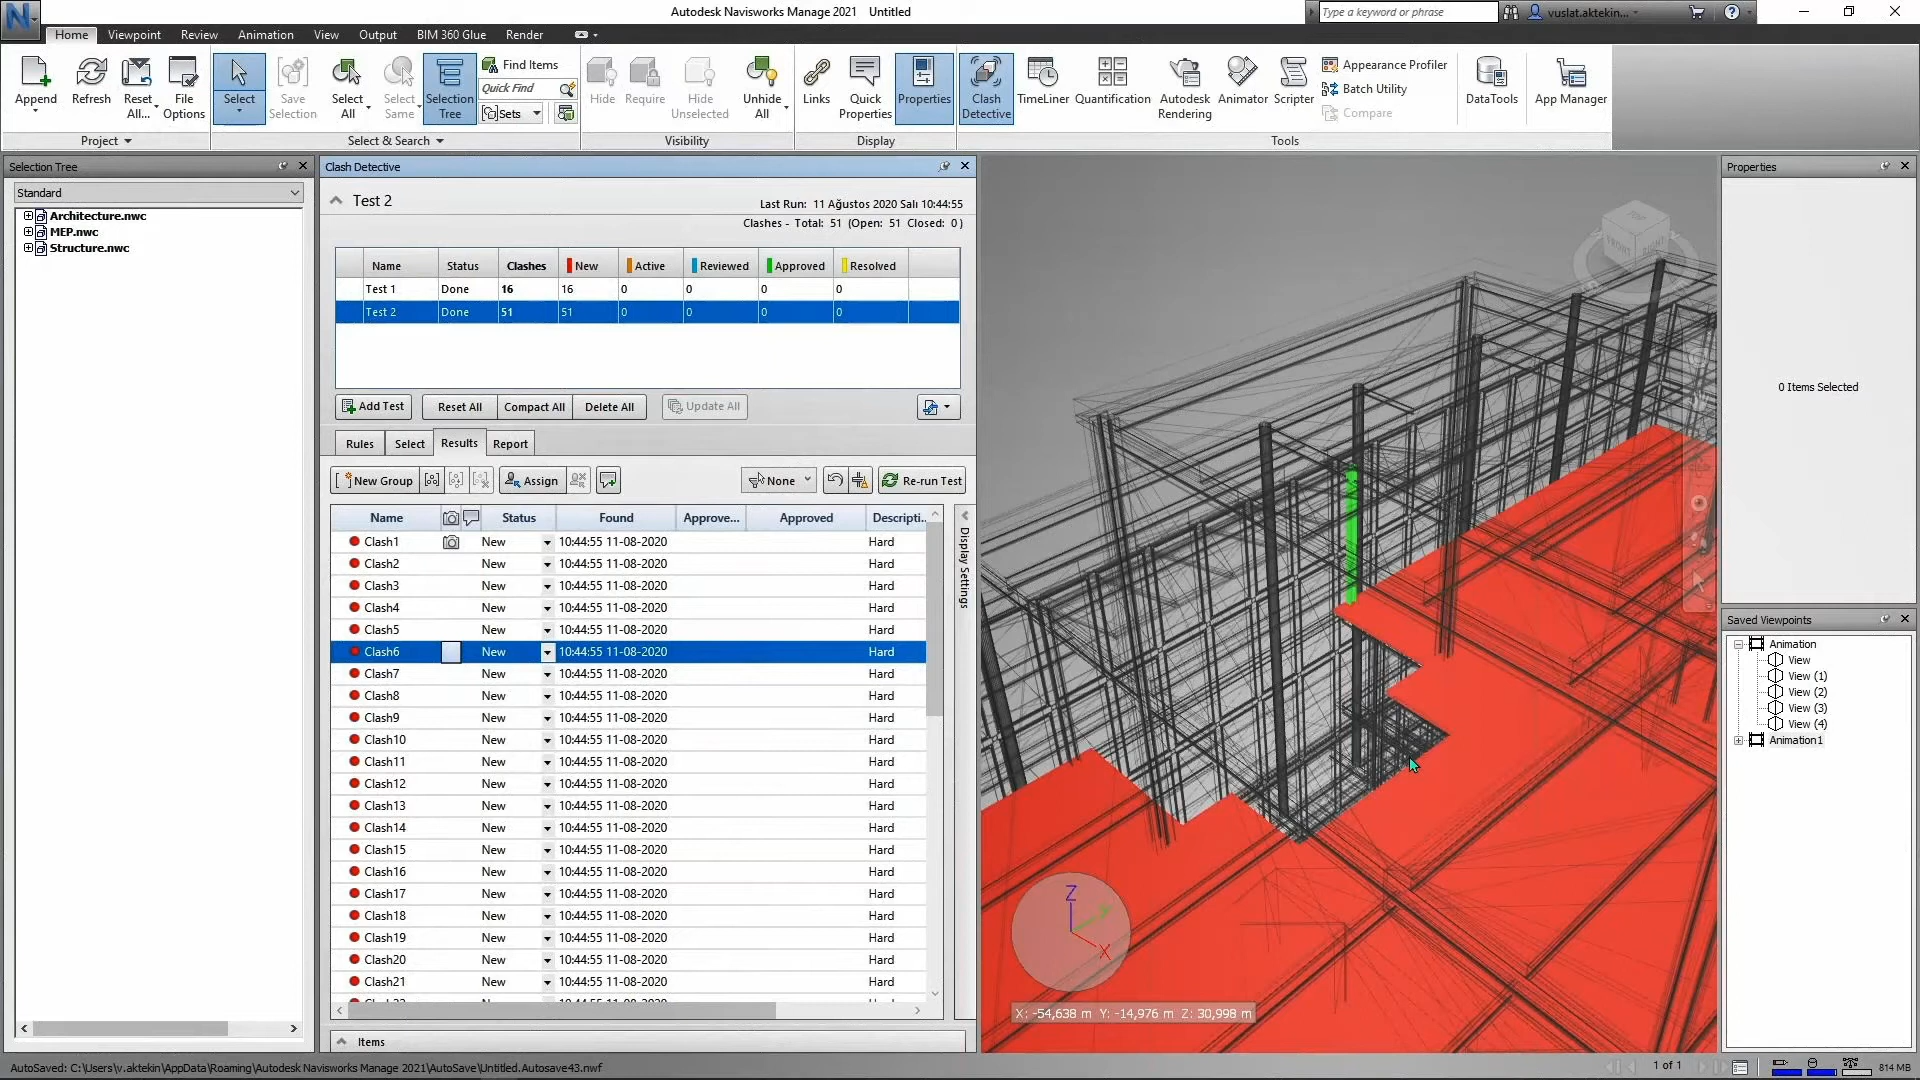 Autodesk Navisworks Manage 2021 Untitled
Type a keyword or phrase
vuslat.aktekin...
Home Viewpoint Review Animation View Output BIM 360 Glue Render
Append Refresh Reset All... File Options
Project
Select Save Selection Select All Select Same Selection Tree
Find Items
Quick Find
Sets
Select & Search
Hide Require Hide Unselected Unhide All
Visibility
Links Quick Properties Properties
Display
Clash Detective TimeLiner Quantification Autodesk Rendering Animator Scripter
Appearance Profiler
Batch Utility
Compare
Tools
DataTools App Manager
Selection Tree
Standard
Architecture.nwc
MEP.nwc
Structure.nwc
Clash Detective
Test 2
Last Run: 11 Ağustos 2020 Salı 10:44:55
Clashes - Total: 51 (Open: 51 Closed: 0)
Name Status Clashes New Active Reviewed Approved Resolved
Test 1 Done 16 16 0 0 0 0
Test 2 Done 51 51 0 0 0 0
Add Test Reset All Compact All Delete All Update All
Rules Select Results Report
New Group Assign None Re-run Test
Name Status Found Approve... Approved Descripti...
Clash1 New 10:44:55 11-08-2020 Hard
Clash2 New 10:44:55 11-08-2020 Hard
Clash3 New 10:44:55 11-08-2020 Hard
Clash4 New 10:44:55 11-08-2020 Hard
Clash5 New 10:44:55 11-08-2020 Hard
Clash6 New 10:44:55 11-08-2020 Hard
Clash7 New 10:44:55 11-08-2020 Hard
Clash8 New 10:44:55 11-08-2020 Hard
Clash9 New 10:44:55 11-08-2020 Hard
Clash10 New 10:44:55 11-08-2020 Hard
Clash11 New 10:44:55 11-08-2020 Hard
Clash12 New 10:44:55 11-08-2020 Hard
Clash13 New 10:44:55 11-08-2020 Hard
Clash14 New 10:44:55 11-08-2020 Hard
Clash15 New 10:44:55 11-08-2020 Hard
Clash16 New 10:44:55 11-08-2020 Hard
Clash17 New 10:44:55 11-08-2020 Hard
Clash18 New 10:44:55 11-08-2020 Hard
Clash19 New 10:44:55 11-08-2020 Hard
Clash20 New 10:44:55 11-08-2020 Hard
Clash21 New 10:44:55 11-08-2020 Hard
Display Settings
Items
TOP
FRONT
RIGHT
Z
Y
X
X: -54,638 m Y: -14,976 m Z: 30,998 m
Properties
0 Items Selected
Saved Viewpoints
Animation
View
View (1)
View (2)
View (3)
View (4)
Animation1
AutoSaved: C:\Users\v.aktekin\AppData\Roaming\Autodesk Navisworks Manage 2021\AutoSave\Untitled.Autosave43.nwf
1 of 1
814 MB